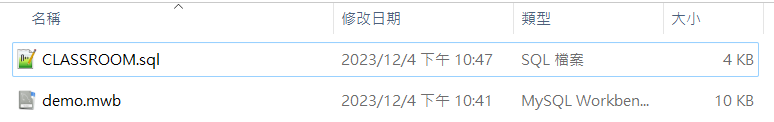 名稱 修改日期 類型 大小
CLASSROOM.sql 2023/12/4 下午 10:47 SQL 檔案 4 KB
demo.mwb 2023/12/4 下午 10:41 MySQL Workben... 10 KB